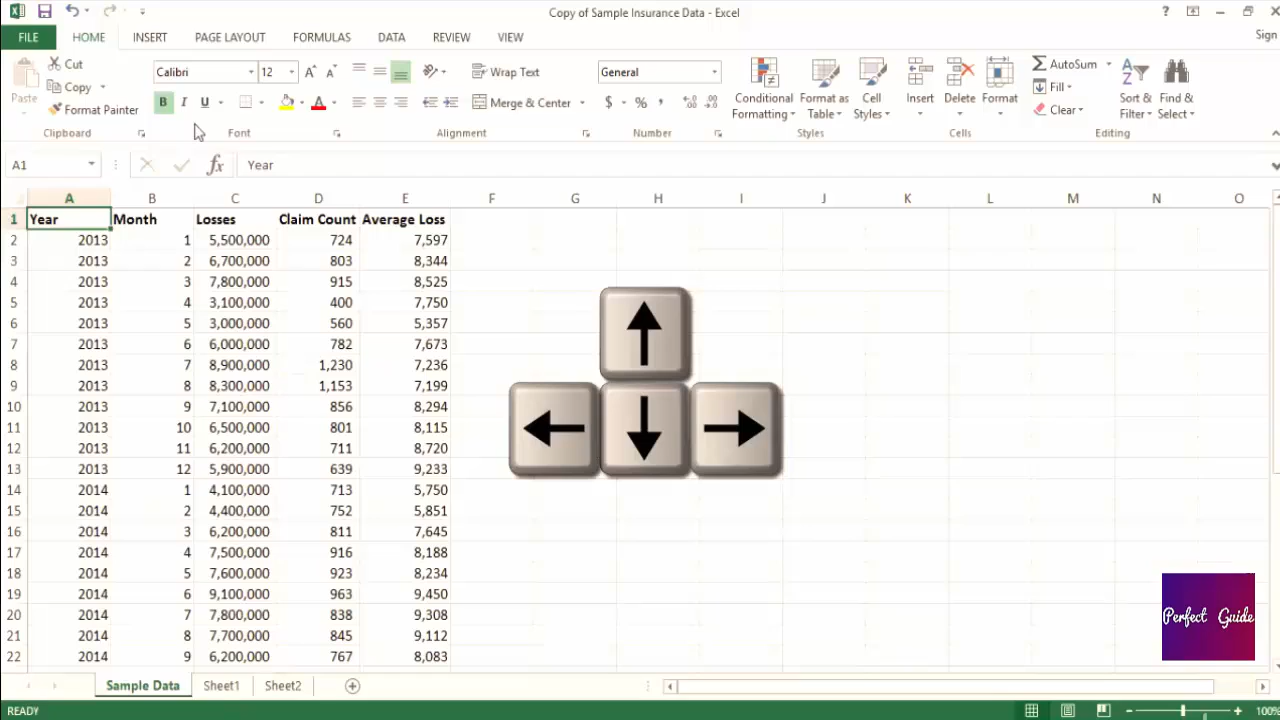 Copy of Sample Insurance Data - Excel
?
Sign
FILE HOME INSERT PAGE LAYOUT FORMULAS DATA REVIEW VIEW
Paste
Cut
Copy
Format Painter
Clipboard
Calibri 12
B I U
Font
Wrap Text
Merge & Center
Alignment
General
$ % ,
Number
Conditional Formatting
Format as Table
Cell Styles
Styles
Insert
Delete
Format
Cells
AutoSum
Fill
Clear
Sort & Filter
Find & Select
Editing
A1 fx Year
A B C D E F G H I J K L M N O
1 Year Month Losses Claim Count Average Loss
2 2013 1 5,500,000 724 7,597
3 2013 2 6,700,000 803 8,344
4 2013 3 7,800,000 915 8,525
5 2013 4 3,100,000 400 7,750
6 2013 5 3,000,000 560 5,357
7 2013 6 6,000,000 782 7,673
8 2013 7 8,900,000 1,230 7,236
9 2013 8 8,300,000 1,153 7,199
10 2013 9 7,100,000 856 8,294
11 2013 10 6,500,000 801 8,115
12 2013 11 6,200,000 711 8,720
13 2013 12 5,900,000 639 9,233
14 2014 1 4,100,000 713 5,750
15 2014 2 4,400,000 752 5,851
16 2014 3 6,200,000 811 7,645
17 2014 4 7,500,000 916 8,188
18 2014 5 7,600,000 923 8,234
19 2014 6 9,100,000 963 9,450
20 2014 7 7,800,000 838 9,308
21 2014 8 7,700,000 845 9,112
22 2014 9 6,200,000 767 8,083
Perfect Guide
Sample Data Sheet1 Sheet2
READY 100%